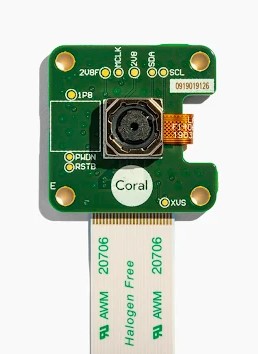 2V8F
MCLK
2V8
SDA
SCL
0919019126
1P8
PWDN
RSTB
Coral
E
XVS
AWM 20706
Halogen Free
AWM 20706